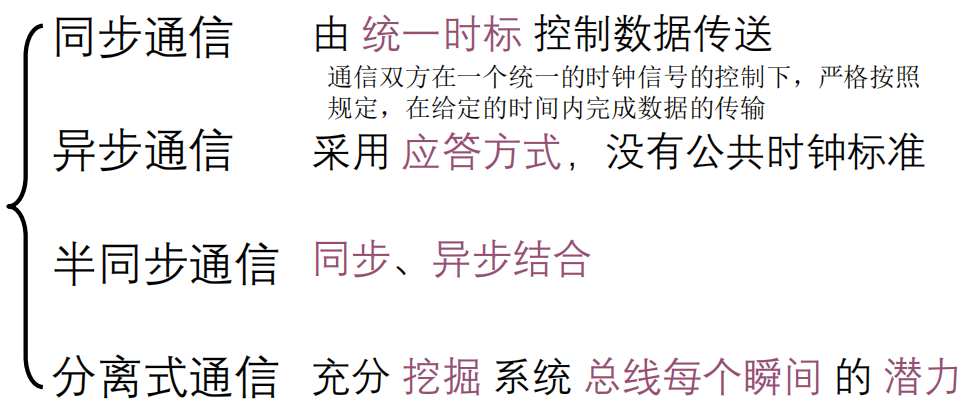 同步通信 由 统一时标 控制数据传送
通信双方在一个统一的时钟信号的控制下，严格按照
规定，在给定的时间内完成数据的传输
异步通信 采用 应答方式，没有公共时钟标准
半同步通信 同步、异步结合
分离式通信 充分 挖掘 系统 总线每个瞬间 的 潜力